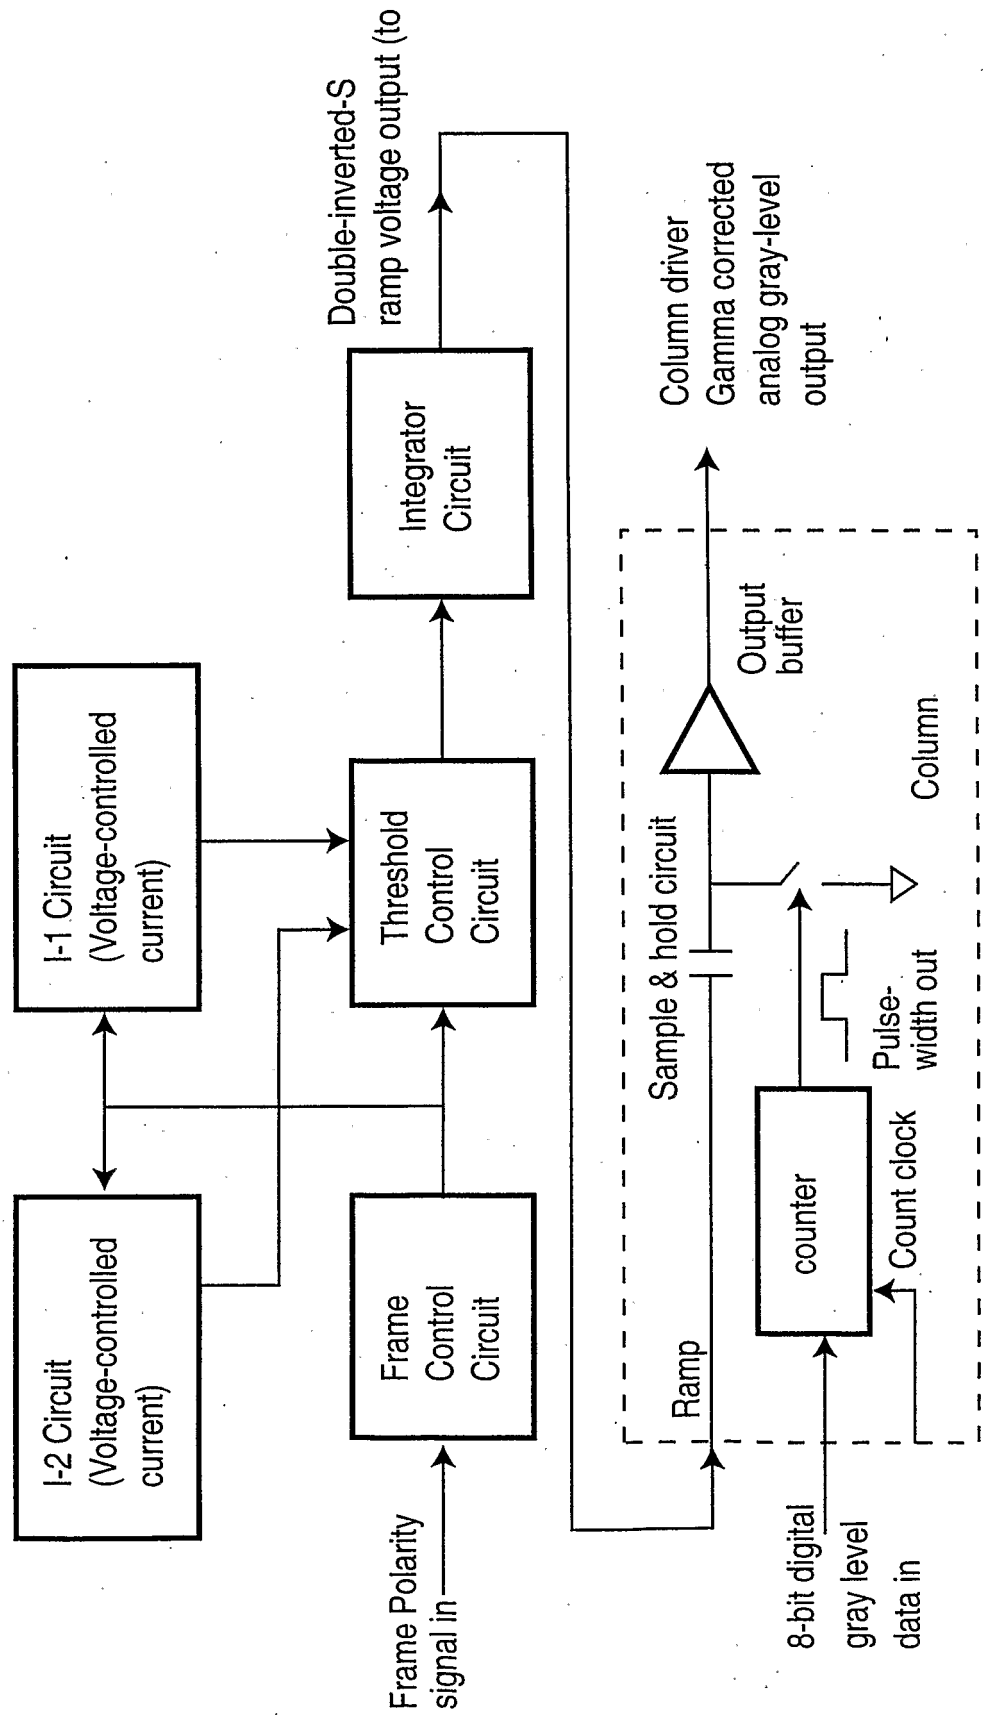 I-2 Circuit
(Voltage-controlled
current)
I-1 Circuit
(Voltage-controlled
current)
Frame Polarity
signal in
Frame
Control
Circuit
Threshold
Control
Circuit
Integrator
Circuit
Double-inverted-S
ramp voltage output (to
Ramp
Sample & hold circuit
Output
buffer
Column driver
Gamma corrected
analog gray-level
output
8-bit digital
gray level
data in
counter
Count clock
Pulse-
width out
Column